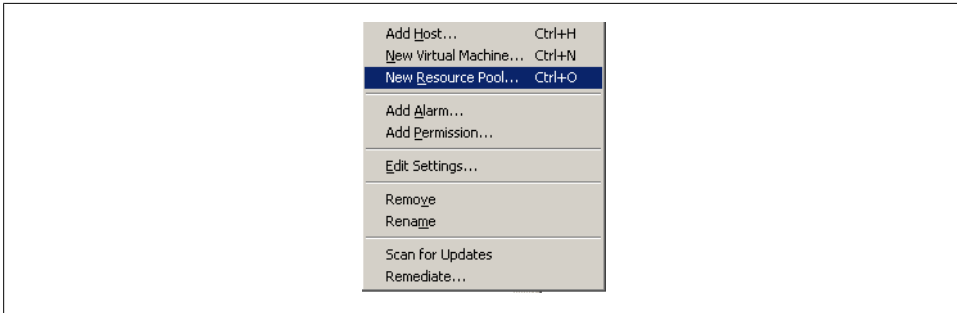 Add Host... Ctrl+H
New Virtual Machine... Ctrl+N
New Resource Pool... Ctrl+O
Add Alarm...
Add Permission...
Edit Settings...
Remove
Rename
Scan for Updates
Remediate...